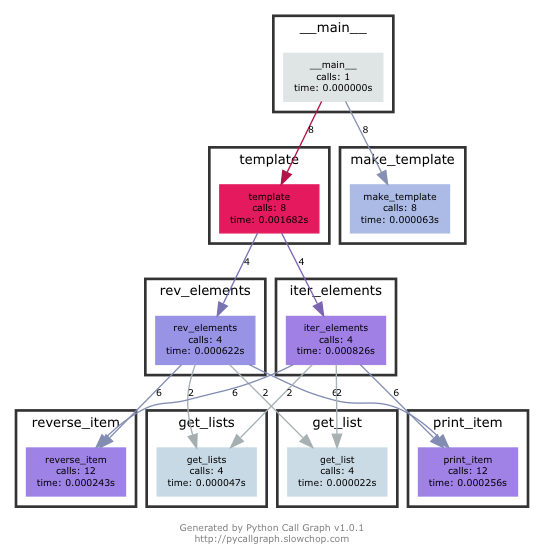 __main__
__main__
calls: 1
time: 0.000000s
8
8
template
make_template
template
calls: 8
time: 0.001682s
make_template
calls: 8
time: 0.000063s
4
4
rev_elements
iter_elements
rev_elements
calls: 4
time: 0.000622s
iter_elements
calls: 4
time: 0.000826s
6
2
6
2
2
6
2
6
reverse_item
get_lists
get_list
print_item
reverse_item
calls: 12
time: 0.000243s
get_lists
calls: 4
time: 0.000047s
get_list
calls: 4
time: 0.000022s
print_item
calls: 12
time: 0.000256s
Generated by Python Call Graph v1.0.1
http://pycallgraph.slowchop.com